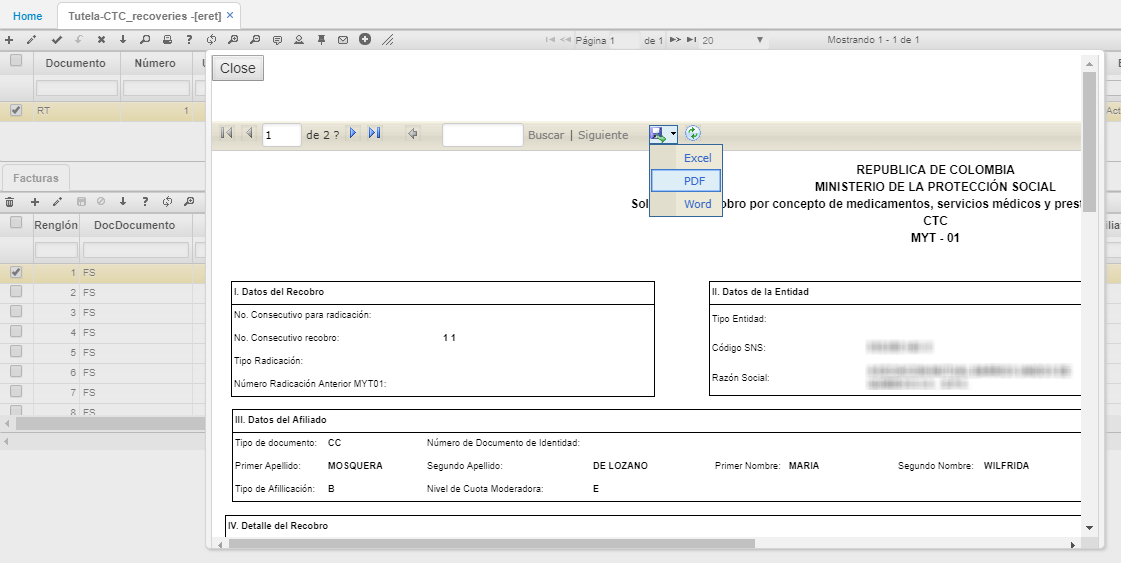 Home Tutela-CTC_recoveries -[eret] ×
Página 1 de 1 20 Mostrando 1 - 1 de 1
Documento Número
RT 1 Act
Close
1 de 2 ? Buscar | Siguiente
Excel
PDF
Word
REPUBLICA DE COLOMBIA
MINISTERIO DE LA PROTECCIÓN SOCIAL
Sol obro por concepto de medicamentos, servicios médicos y prest
CTC
MYT - 01
Facturas
Renglón DocDocumento
1 FS
2 FS
3 FS
4 FS
5 FS
6 FS
7 FS
8 FS
I. Datos del Recobro
No. Consecutivo para radicación:
No. Consecutivo recobro: 1 1
Tipo Radicación:
Número Radicación Anterior MYT01:
II. Datos de la Entidad
Tipo Entidad:
Código SNS:
Razón Social:
III. Datos del Afiliado
Tipo de documento: CC Número de Documento de Identidad:
Primer Apellido: MOSQUERA Segundo Apellido: DE LOZANO Primer Nombre: MARIA Segundo Nombre: WILFRIDA
Tipo de Afillicación: B Nivel de Cuota Moderadora: E
IV. Detalle del Recobro